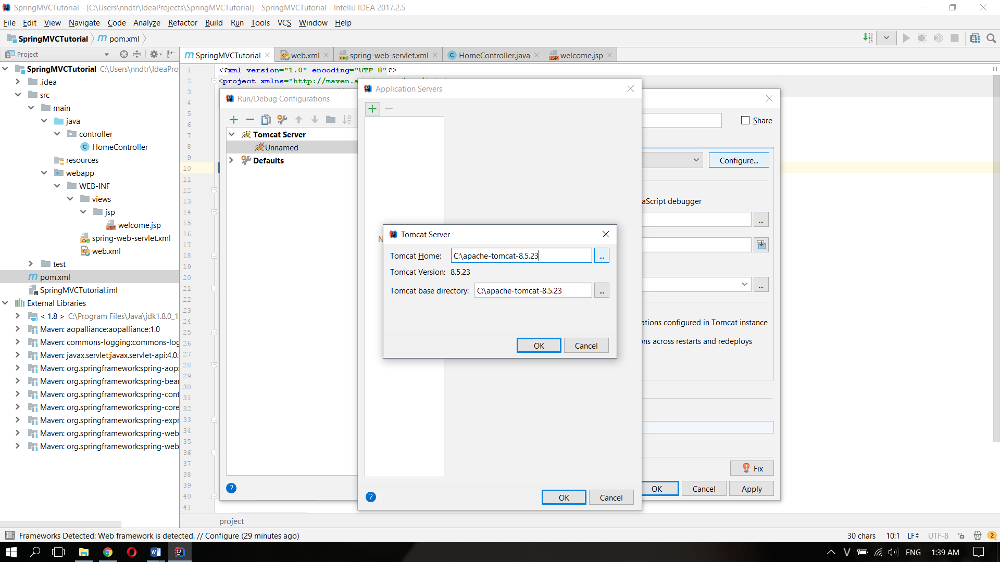 SpringMVCTutorial - [C:\Users\nndtr\IdeaProjects\SpringMVCTutorial] - SpringMVCTutorial - IntelliJ IDEA 2017.2.5
File Edit View Navigate Code Analyze Refactor Build Run Tools VCS Window Help
SpringMVCTutorial pom.xml
Project
SpringMVCTutorial web.xml spring-web-servlet.xml HomeController.java welcome.jsp
SpringMVCTutorial C:\Users\nndtr\IdeaPro
.idea
src
main
java
controller
HomeController
resources
webapp
WEB-INF
views
jsp
welcome.jsp
spring-web-servlet.xml
web.xml
test
pom.xml
SpringMVCTutorial.iml
External Libraries
< 1.8 > C:\Program Files\Java\jdk1.8.0_1
Maven: aopalliance:aopalliance:1.0
Maven: commons-logging:commons-log
Maven: javax.servlet:javax.servlet-api:4.0.
Maven: org.springframework:spring-aop:
Maven: org.springframework:spring-bear
Maven: org.springframework:spring-cont
Maven: org.springframework:spring-core
Maven: org.springframework:spring-expr
Maven: org.springframework:spring-web
Maven: org.springframework:spring-web
1 <?xml version="1.0" encoding="UTF-8"?>
2 <project xmlns="http://maven.a
3
4
5
6
7
8
9
10
11
12
13
14
15
16
17
18
19
20
21
22
23
24
25
26
27
28
29
30
31
32
33
34
35
36
37
38
39
40
41
Run/Debug Configurations
Tomcat Server
Unnamed
Defaults
Application Servers
N
Tomcat Server
Tomcat Home: C:\apache-tomcat-8.5.23 ...
Tomcat Version: 8.5.23
Tomcat base directory: C:\apache-tomcat-8.5.23 ...
OK Cancel
OK Cancel
Share
Configure...
aScript debugger
...
...
ations configured in Tomcat instance
ns across restarts and redeploys
Fix
OK Cancel Apply
project
Frameworks Detected: Web framework is detected. // Configure (29 minutes ago)
30 chars 10:1 LF UTF-8 2
ENG 1:39 AM